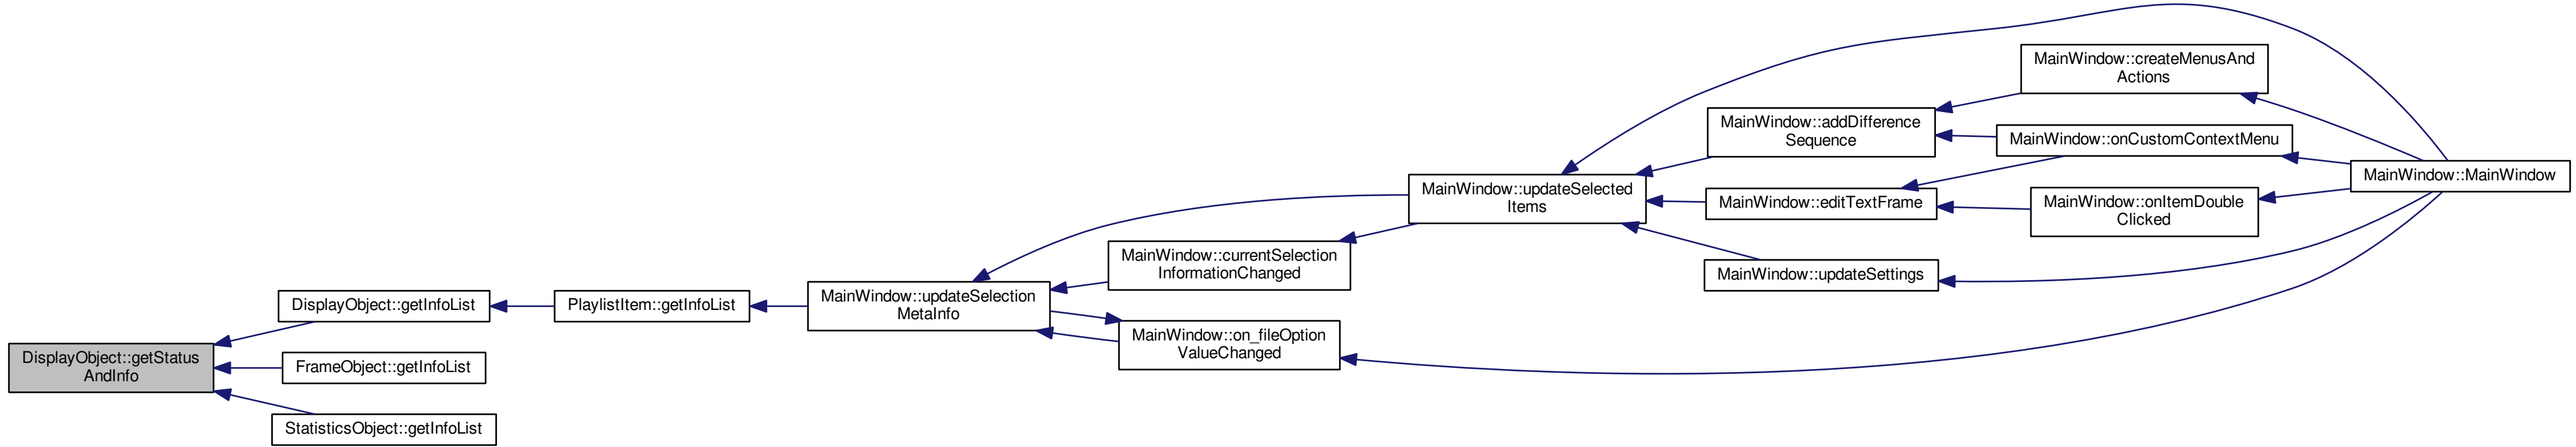 DisplayObject::getStatus
AndInfo
DisplayObject::getInfoList
FrameObject::getInfoList
StatisticsObject::getInfoList
PlaylistItem::getInfoList
MainWindow::updateSelection
MetaInfo
MainWindow::currentSelection
InformationChanged
MainWindow::on_fileOption
ValueChanged
MainWindow::updateSelected
Items
MainWindow::addDifference
Sequence
MainWindow::editTextFrame
MainWindow::updateSettings
MainWindow::createMenusAnd
Actions
MainWindow::onCustomContextMenu
MainWindow::onItemDouble
Clicked
MainWindow::MainWindow